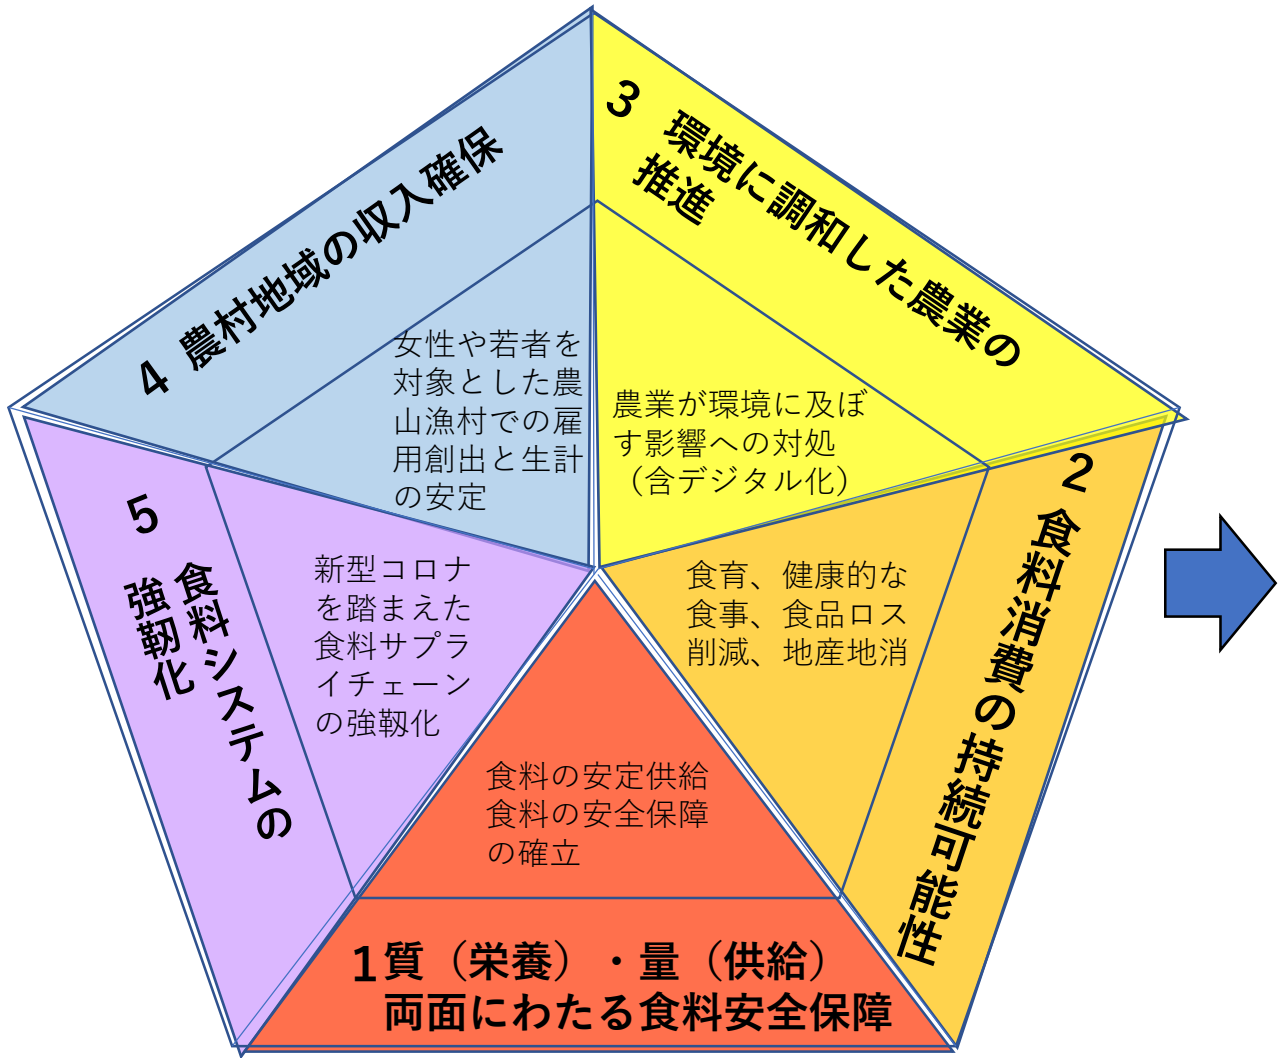 3 環境に調和した農業の
推進
農業が環境に及ぼ
す影響への対処
（含デジタル化）
4 農村地域の収入確保
女性や若者を
対象とした農
山漁村での雇
用創出と生計
の安定
2 食料消費の持続可能性
食育、健康的な
食事、食品ロス
削減、地産地消
5 食料システムの
強靭化
新型コロナ
を踏まえた
食料サプラ
イチェーン
の強靱化
食料の安定供給
食料の安全保障
の確立
1質（栄養）・量（供給）
両面にわたる食料安全保障